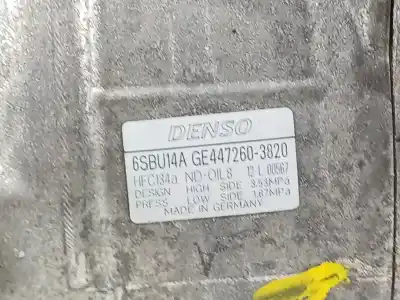 DENSO
6SBU14A GE447260-3820
HFC134a ND-OIL8 12 L 00567
DESIGN HIGH SIDE 3.53MPa
PRESS LOW SIDE 1.67MPa
MADE IN GERMANY